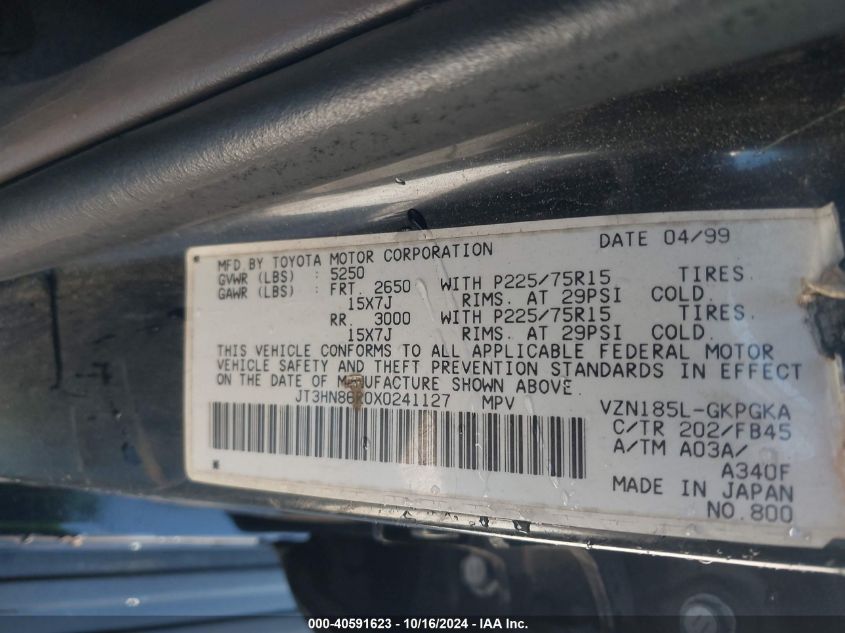 MFD BY TOYOTA MOTOR CORPORATION DATE 04/99
GVWR (LBS) : 5250
GAWR (LBS) : FRT. 2650 WITH P225/75R15 TIRES.
15X7J RIMS. AT 29PSI COLD.
RR. 3000 WITH P225/75R15 TIRES.
15X7J RIMS. AT 29PSI COLD.
THIS VEHICLE CONFORMS TO ALL APPLICABLE FEDERAL MOTOR
VEHICLE SAFETY AND THEFT PREVENTION STANDARDS IN EFFECT
ON THE DATE OF MANUFACTURE SHOWN ABOVE.
JT3HN86R0X0241127 MPV VZN185L-GKPGKA
C/TR 202/FB45
A/TM A03A/
A340F
MADE IN JAPAN
NO.800
000-40591623 - 10/16/2024 - IAA Inc.